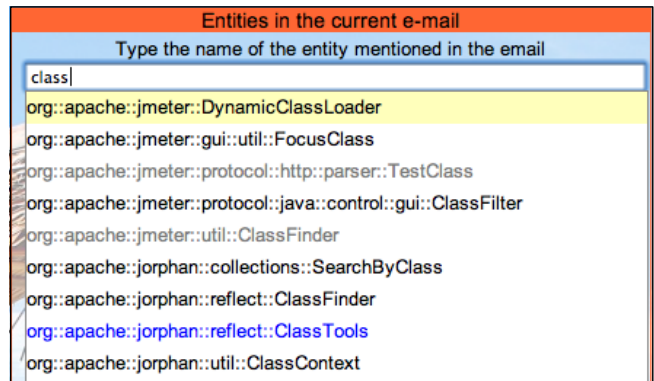 Entities in the current e-mail
Type the name of the entity mentioned in the email
class
org::apache::jmeter::DynamicClassLoader
org::apache::jmeter::gui::util::FocusClass
org::apache::jmeter::protocol::http::parser::TestClass
org::apache::jmeter::protocol::java::control::gui::ClassFilter
org::apache::jmeter::util::ClassFinder
org::apache::jorphan::collections::SearchByClass
org::apache::jorphan::reflect::ClassFinder
org::apache::jorphan::reflect::ClassTools
org::apache::jorphan::util::ClassContext